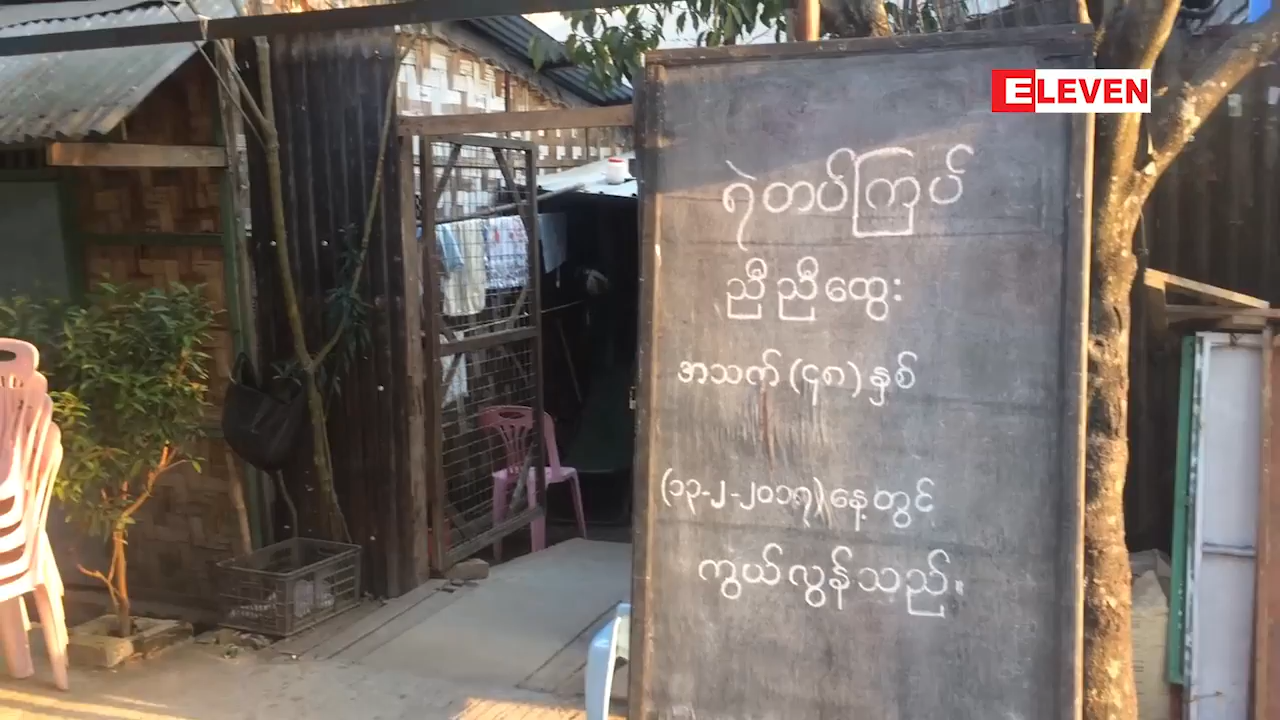 ELEVEN
ရဲတပ်ကြပ်
ညီညီထွေး
အသက် (၄၈) နှစ်
(၁၃-၂-၂၀၁၇) နေ့တွင်
ကွယ်လွန်သည်။